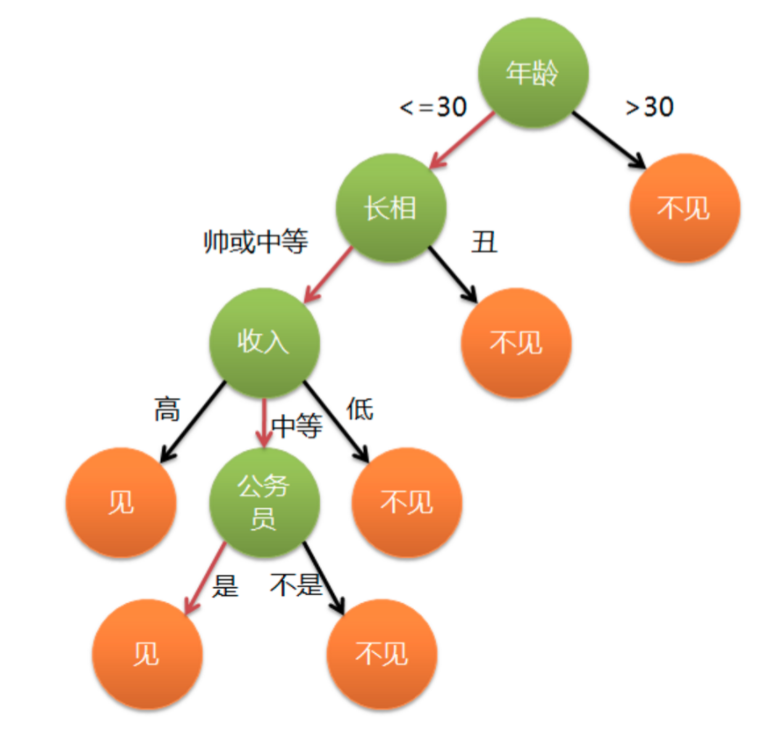 年龄
<=30
>30
长相
不见
帅或中等
丑
收入
不见
高
中等
低
见
公务
员
不见
是
不是
见
不见